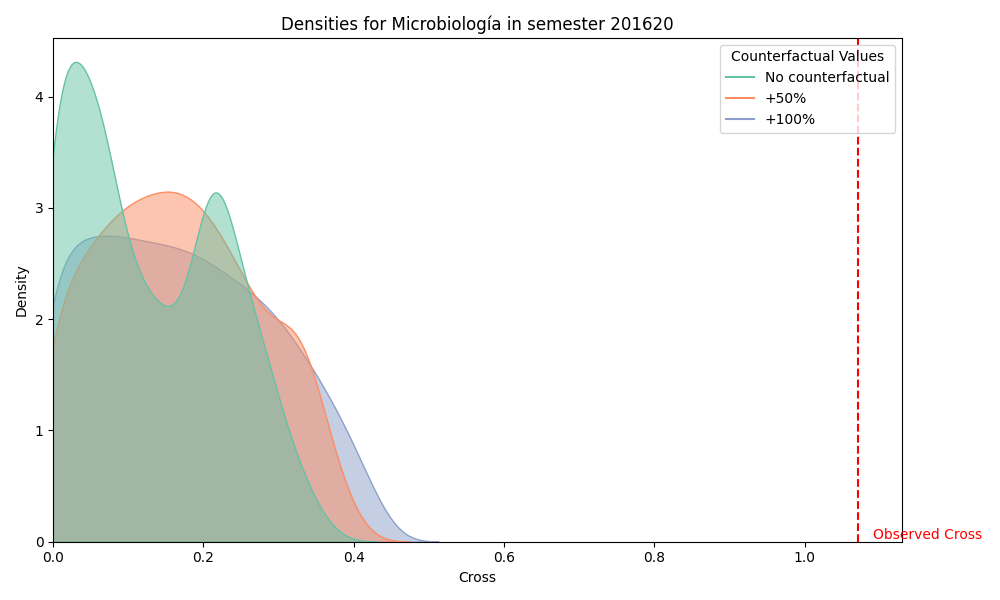 Densities for Microbiología in semester 201620
Counterfactual Values
No counterfactual
+50%
+100%
Density
4
3
2
1
0
0.0 0.2 0.4 0.6 0.8 1.0
Observed Cross
Cross